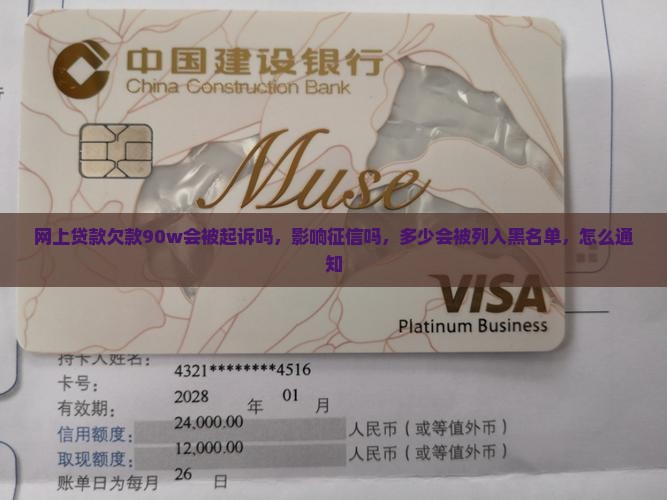 中国建设银行
China Construction Bank
Muse
网上贷款欠款90w会被起诉吗，影响征信吗，多少会被列入黑名单，怎么通
知
VISA
Platinum Business
持卡人姓名：
卡号： 4321********4516
有效期： 2028 年 01 月
信用额度： 24,000.00 人民币（或等值外币）
取现额度： 12,000.00 人民币（或等值外币）
账单日为每月 26 日